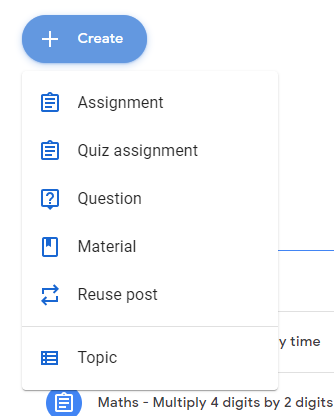 Create
Assignment
Quiz assignment
Question
Material
Reuse post
y time
Topic
Maths - Multiply 4 digits by 2 digits